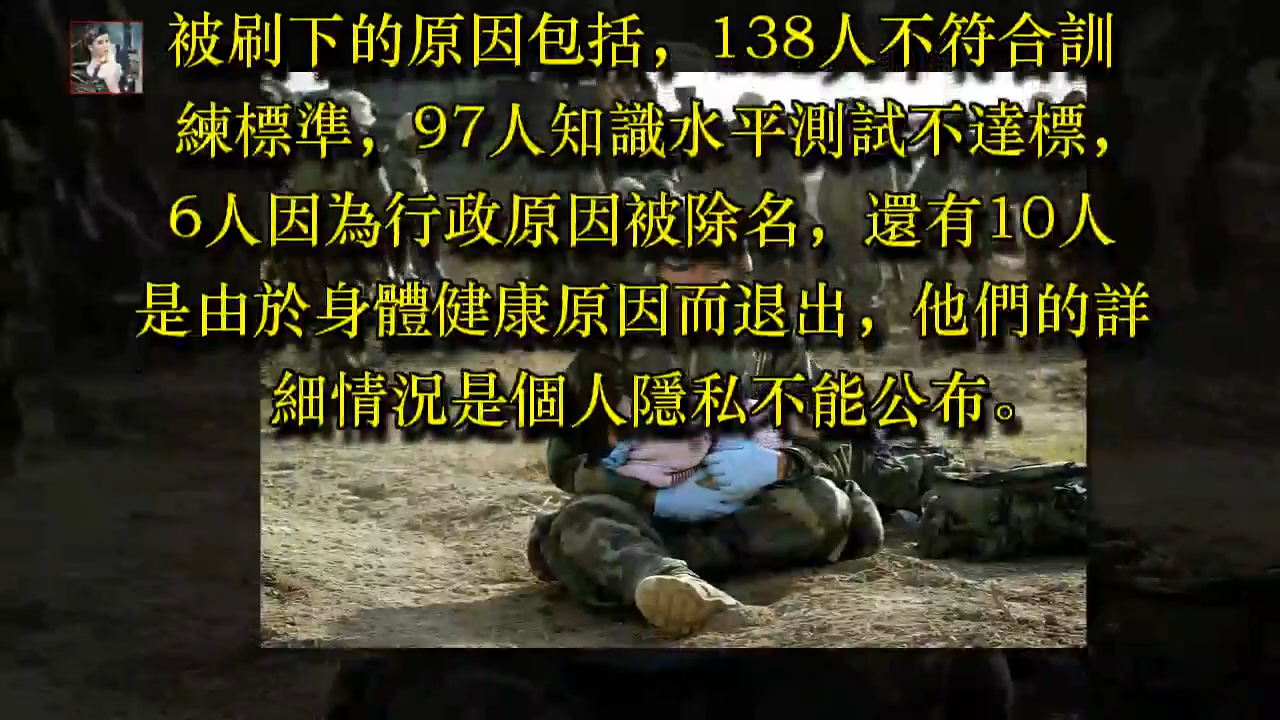 被刷下的原因包括，138人不符合訓
練標準，97人知識水平測試不達標，
6人因為行政原因被除名，還有10人
是由於身體健康原因而退出，他們的詳
細情況是個人隱私不能公布。